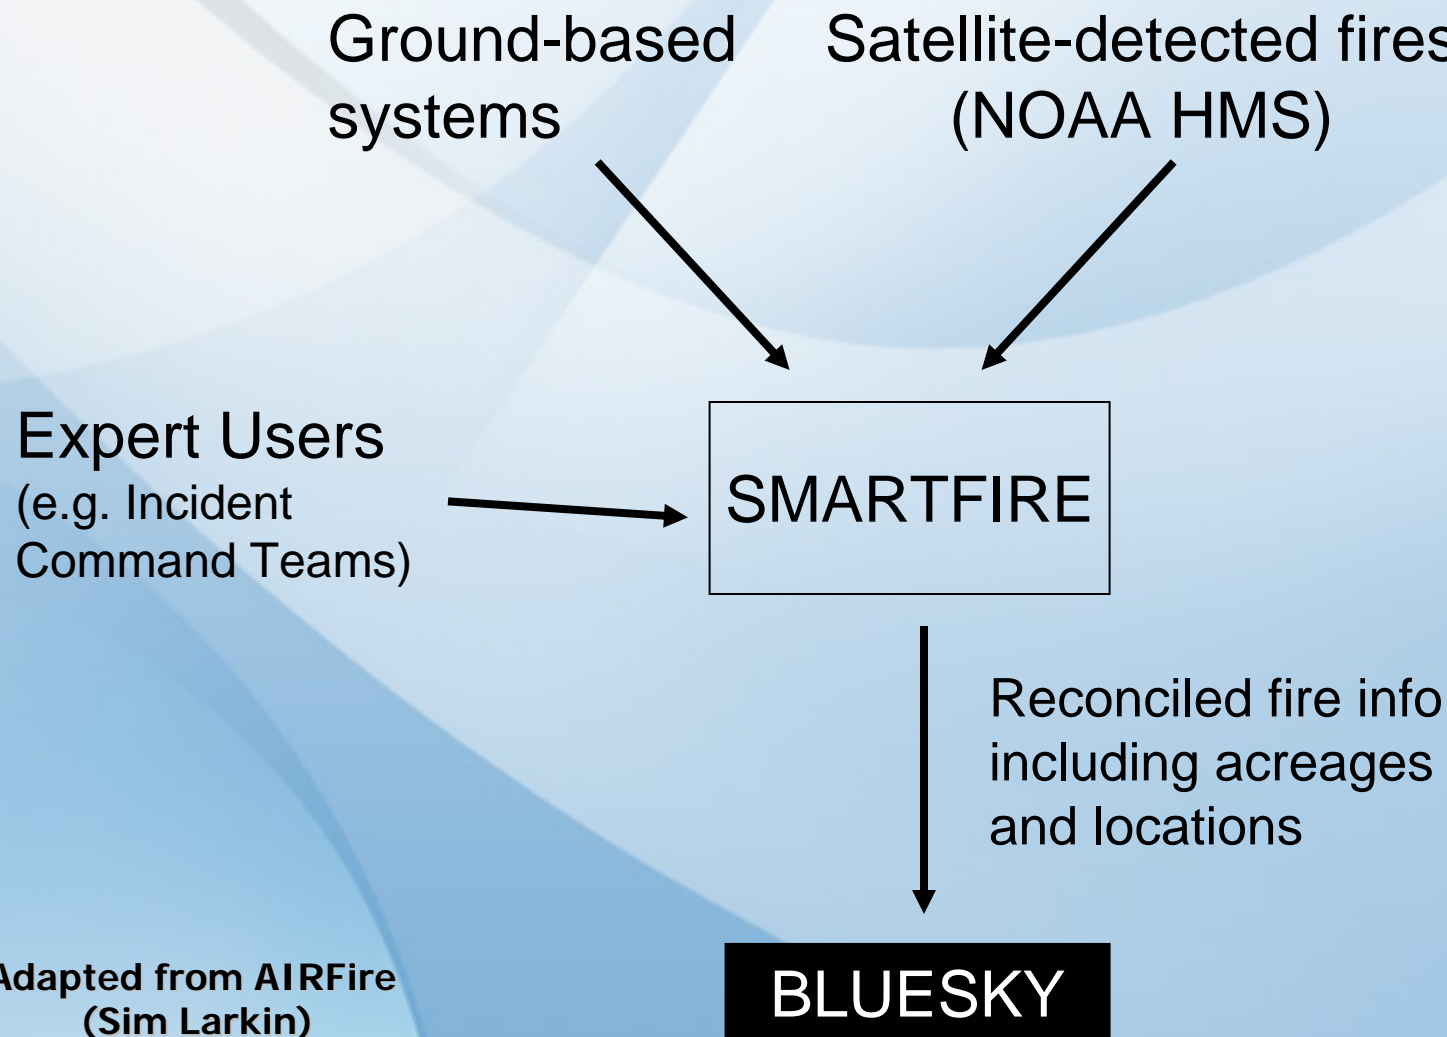 Ground-based
systems
Satellite-detected fires
(NOAA HMS)
Expert Users
(e.g. Incident
Command Teams)
SMARTFIRE
Reconciled fire info
including acreages
and locations
Adapted from AIRFire
(Sim Larkin)
BLUESKY